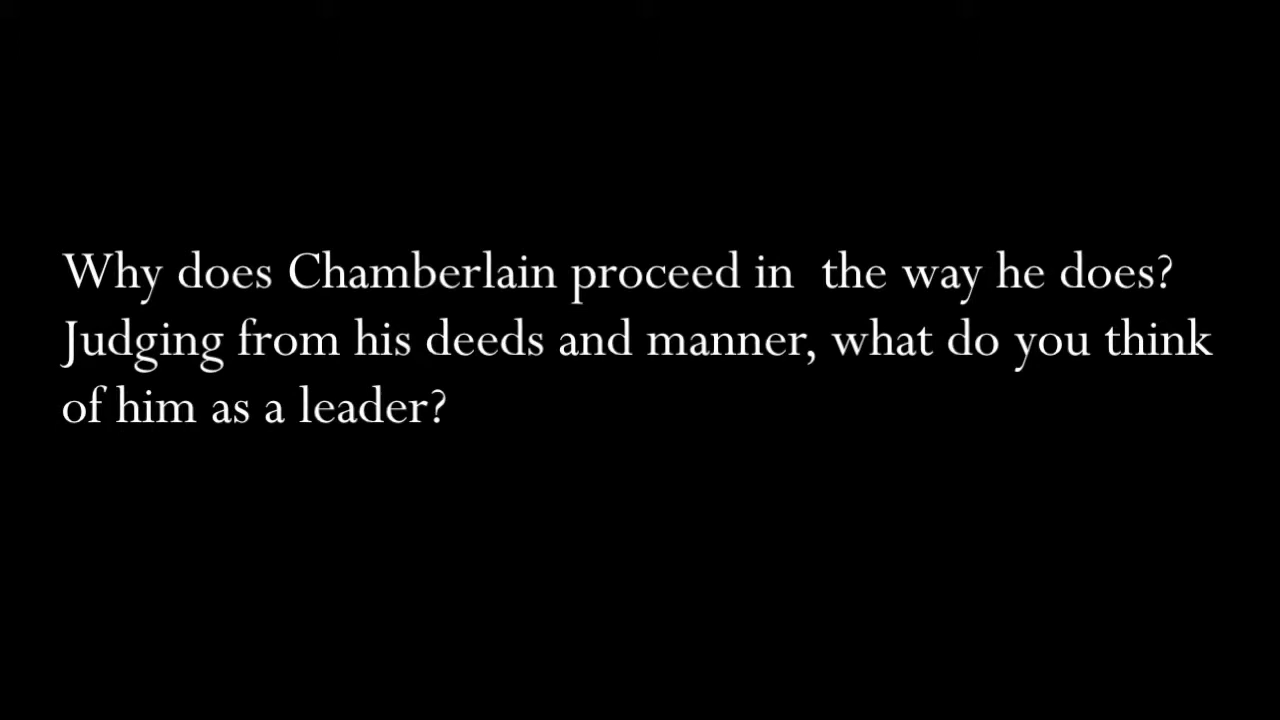 Why does Chamberlain proceed in  the way he does?
Judging from his deeds and manner, what do you think
of him as a leader?